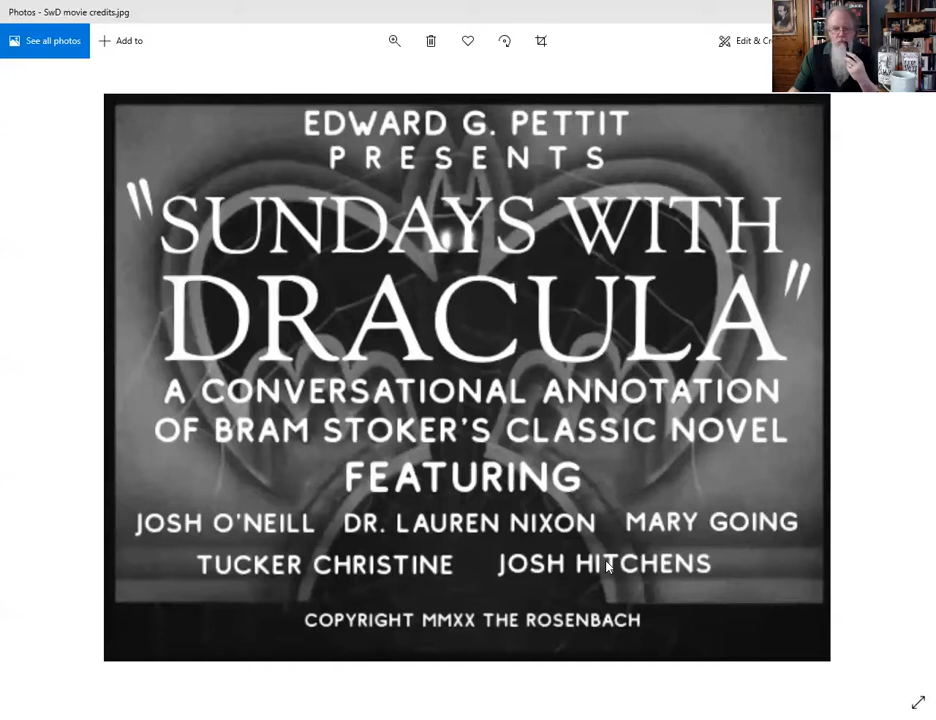 Photos - SwD movie credits.jpg
See all photos
Add to
EDWARD G. PETTIT
PRESENTS
"SUNDAYS WITH
DRACULA"
A CONVERSATIONAL ANNOTATION
OF BRAM STOKER'S CLASSIC NOVEL
FEATURING
JOSH O'NEILL DR. LAUREN NIXON MARY GOING
TUCKER CHRISTINE JOSH HITCHENS
COPYRIGHT MMXX THE ROSENBACH